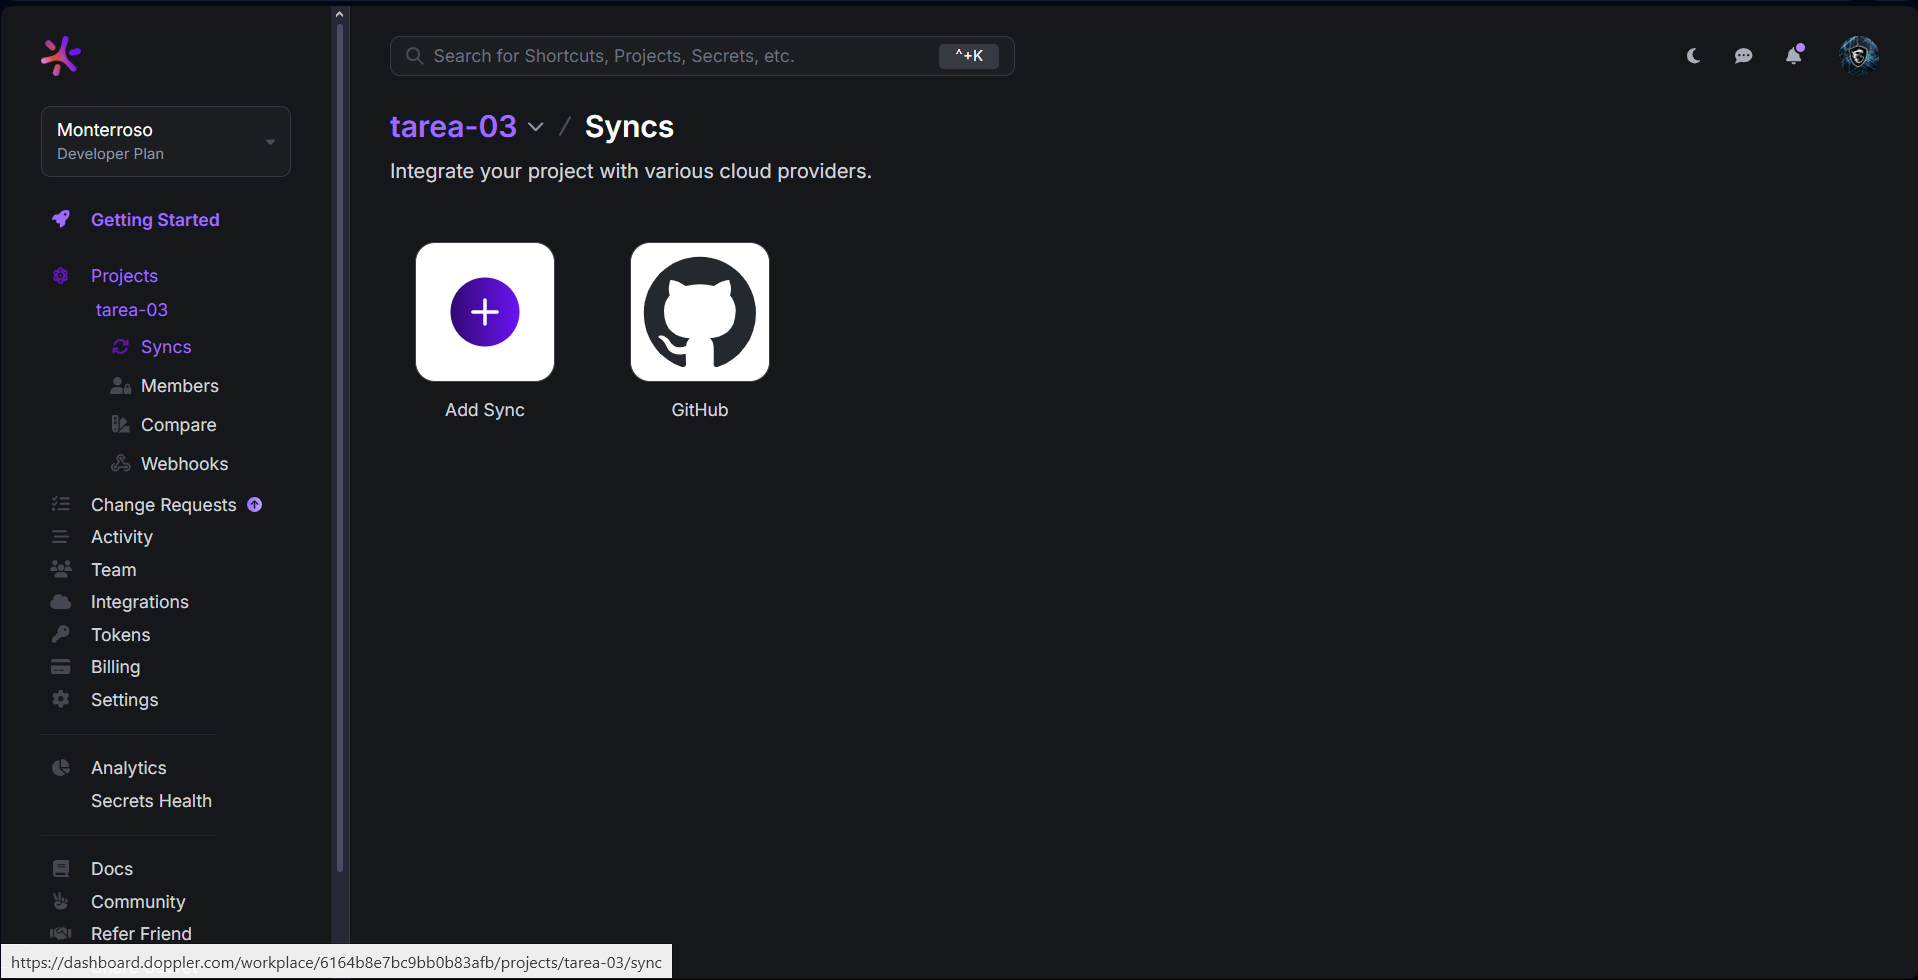 Search for Shortcuts, Projects, Secrets, etc.
^+K
Monterroso
Developer Plan
Getting Started
Projects
tarea-03
Syncs
Members
Compare
Webhooks
Change Requests
Activity
Team
Integrations
Tokens
Billing
Settings
Analytics
Secrets Health
Docs
Community
Refer Friend
tarea-03 / Syncs
Integrate your project with various cloud providers.
Add Sync
GitHub
https://dashboard.doppler.com/workplace/6164b8e7bc9bb0b83afb/projects/tarea-03/sync